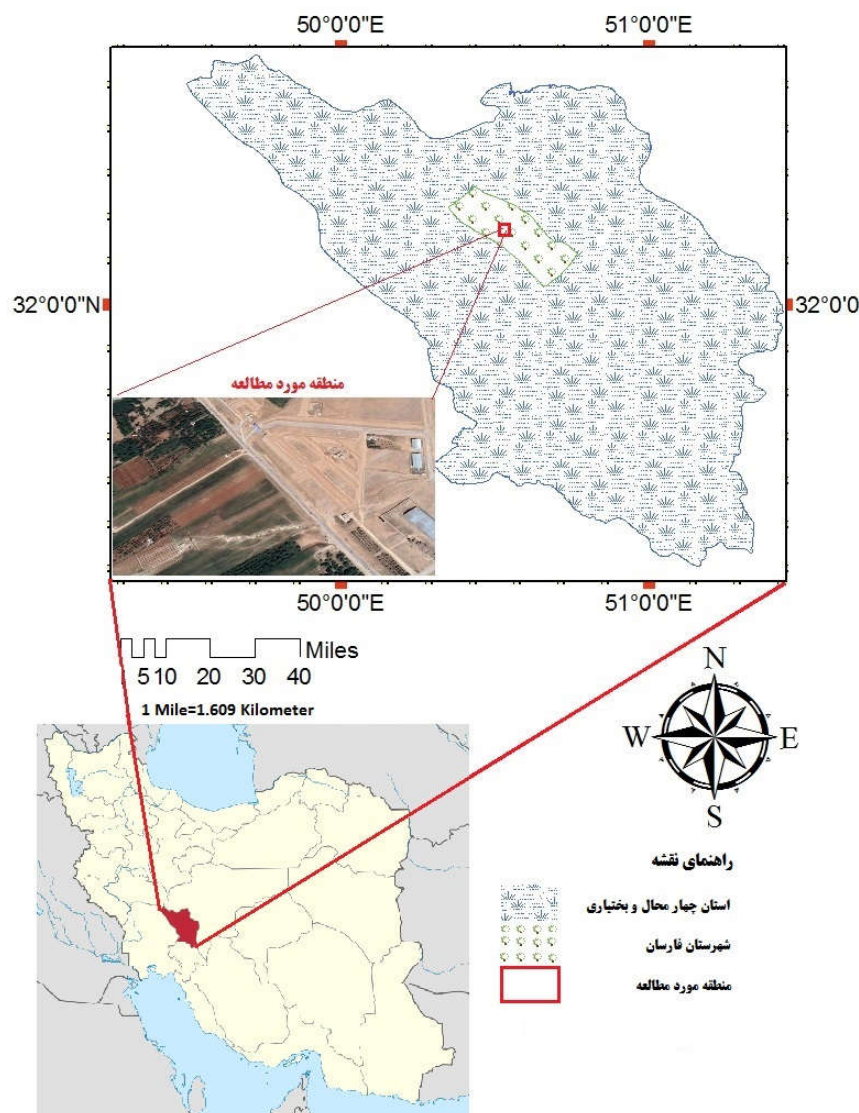 50°0'0"E 51°0'0"E
32°0'0"N 32°0'0
منطقه مورد مطالعه
50°0'0"E 51°0'0"E
Miles
5 10 20 30 40
1 Mile=1.609 Kilometer
N
W E
S
راهنمای نقشه
استان چهار محال و بختیاری
شهرستان فارسان
منطقه مورد مطالعه